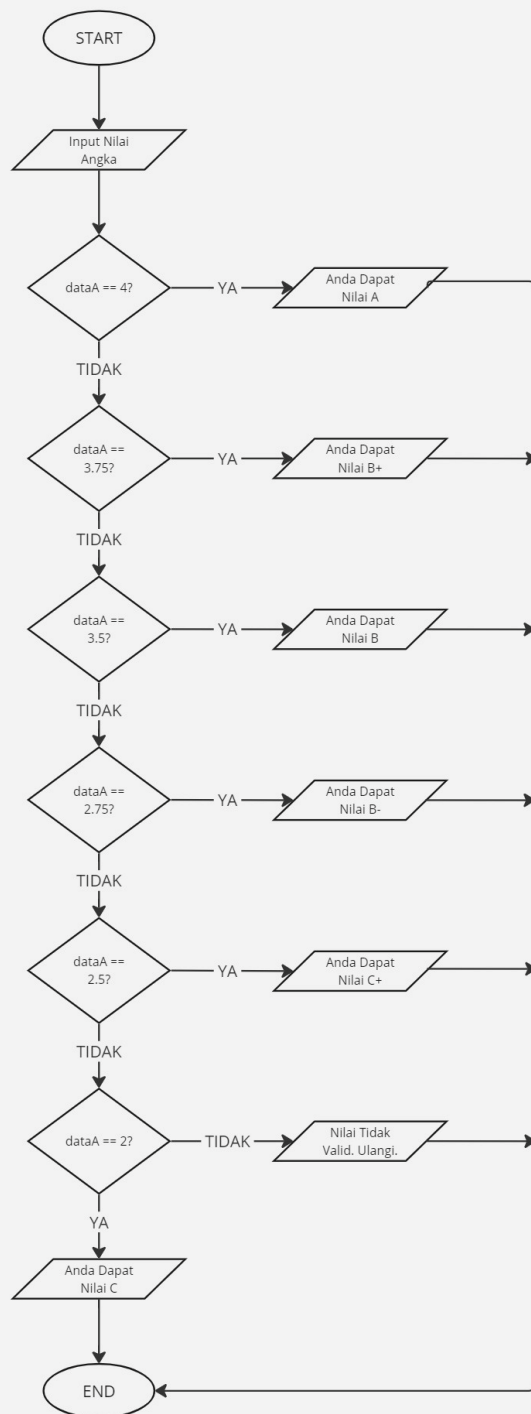 START
Input Nilai
Angka
dataA == 4?
YA
Anda Dapat
Nilai A
TIDAK
dataA ==
3.75?
YA
Anda Dapat
Nilai B+
TIDAK
dataA ==
3.5?
YA
Anda Dapat
Nilai B
TIDAK
dataA ==
2.75?
YA
Anda Dapat
Nilai B-
TIDAK
dataA ==
2.5?
YA
Anda Dapat
Nilai C+
TIDAK
dataA == 2?
TIDAK
Nilai Tidak
Valid. Ulangi.
YA
Anda Dapat
Nilai C
END